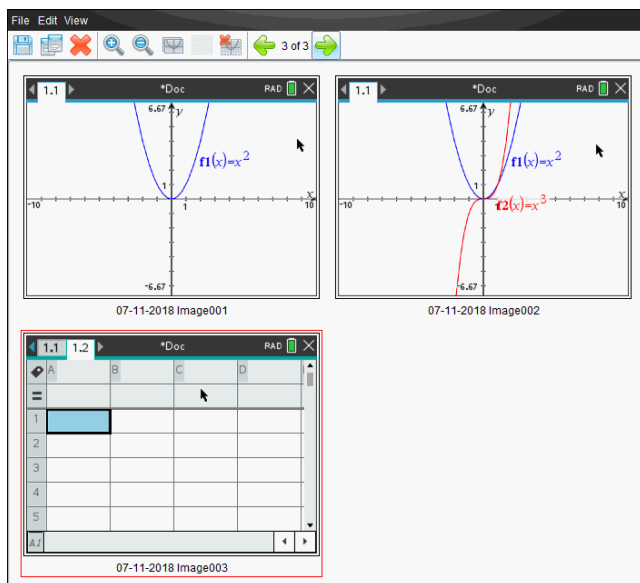 File Edit View
3 of 3
1.1 *Doc RAD
6.67 y
f1(x)=x²
1
-10 1 10 x
-6.67
07-11-2018 Image001
1.1 *Doc RAD
6.67 y
f1(x)=x²
1
-10 10 x
f2(x)=x³
-6.67
07-11-2018 Image002
1.1 1.2 *Doc RAD
A B C D
=
1
2
3
4
5
A1
07-11-2018 Image003